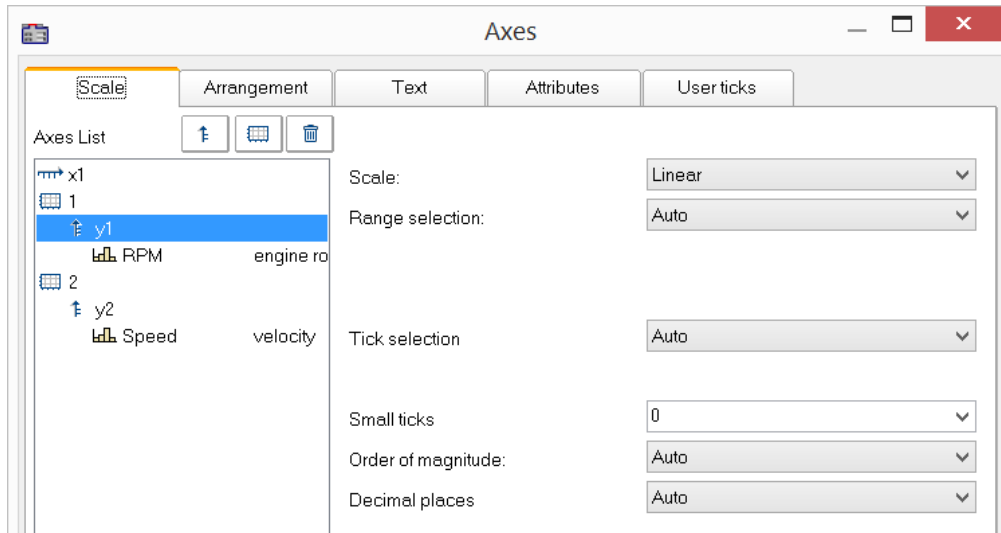 Axes
Scale Arrangement Text Attributes User ticks
Axes List
x1
1
y1
RPM engine ro
2
y2
Speed velocity
Scale: Linear
Range selection: Auto
Tick selection Auto
Small ticks 0
Order of magnitude: Auto
Decimal places Auto